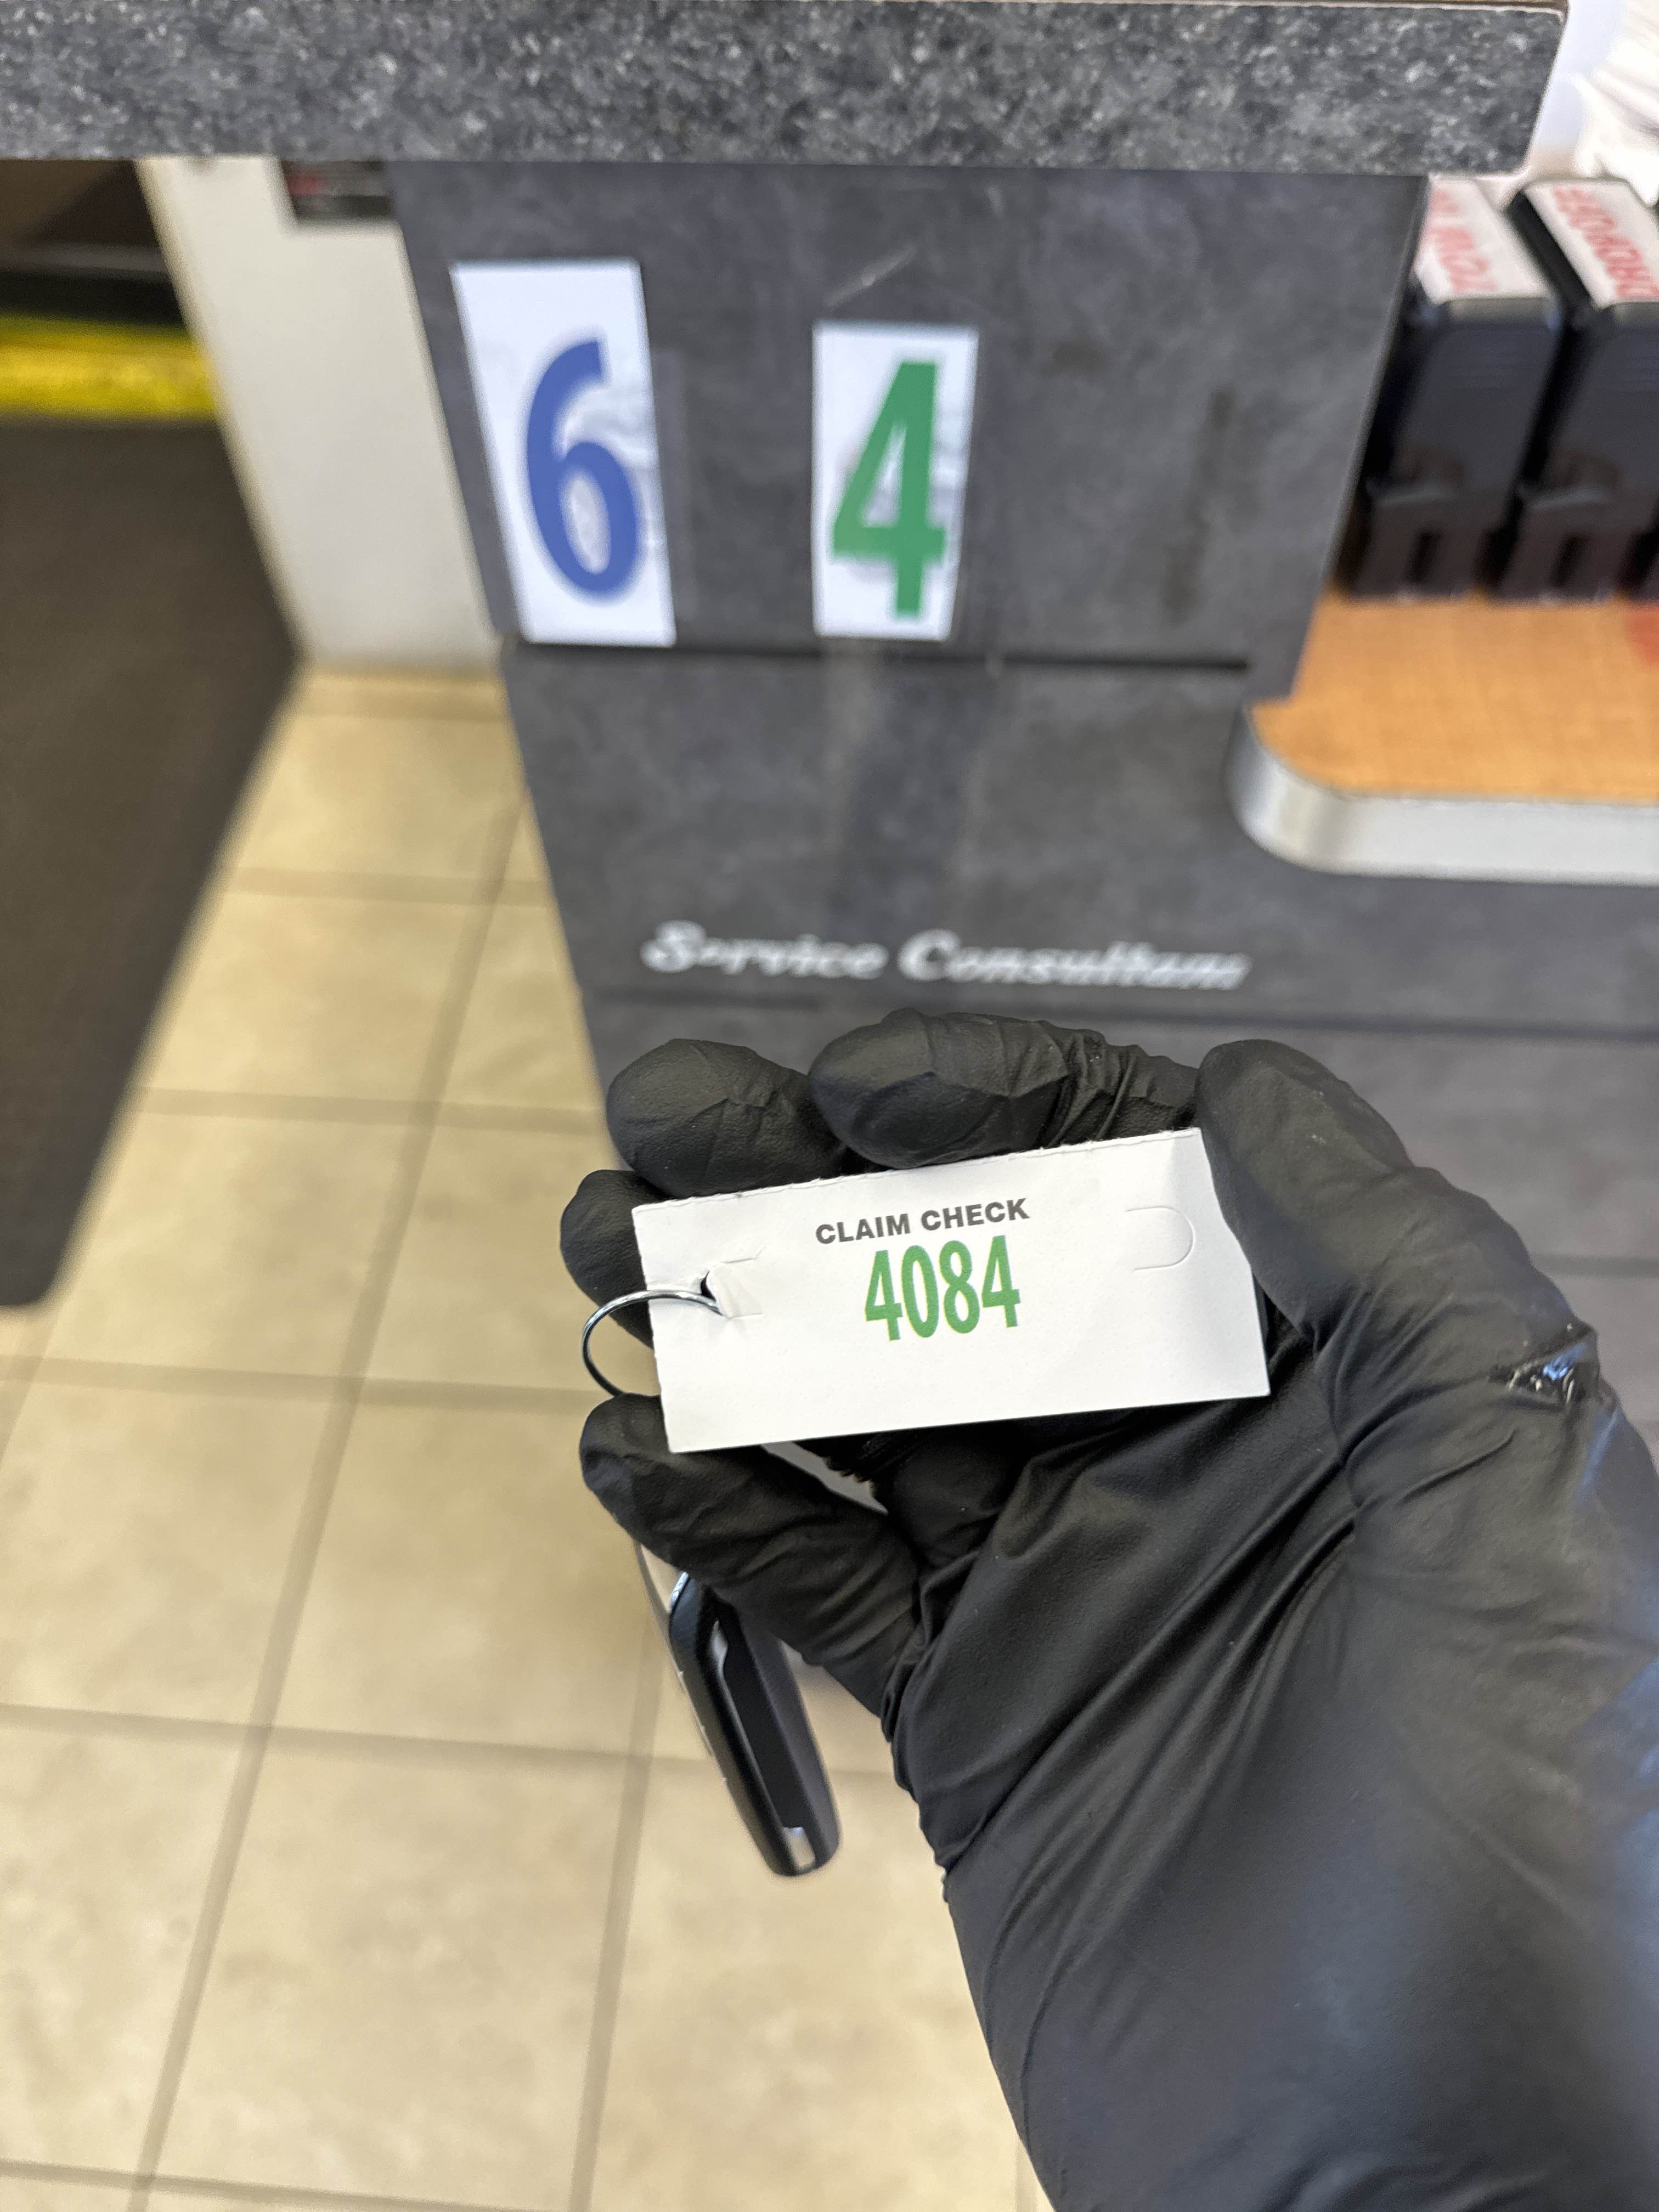 6 4
Service Consultant
CLAIM CHECK
4084